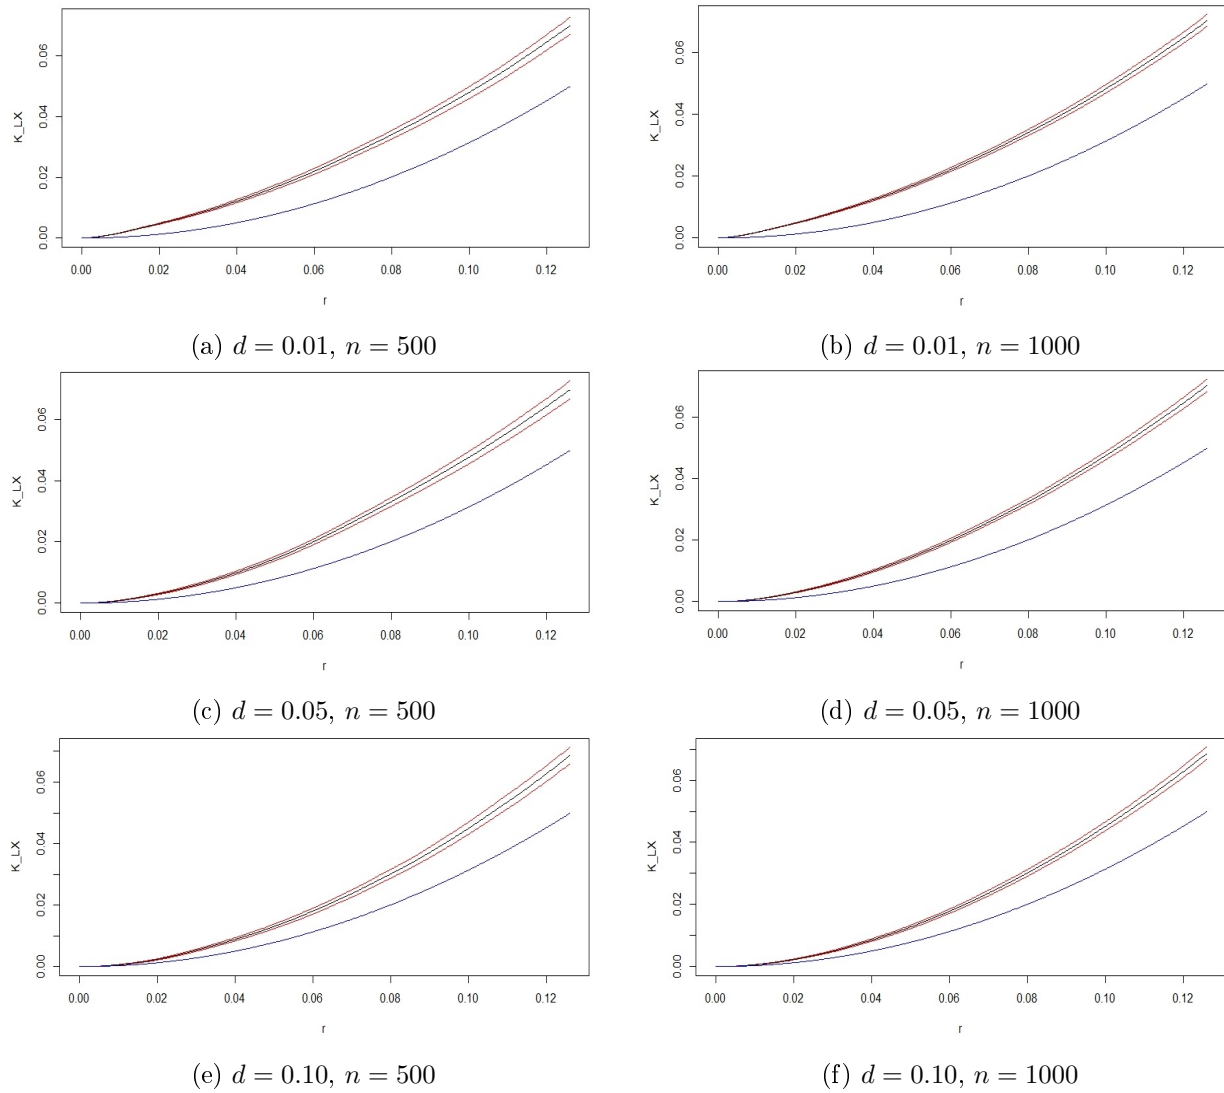 K_LX
0.00 0.02 0.04 0.06
0.00 0.02 0.04 0.06 0.08 0.10 0.12
r
(a) d = 0.01, n = 500
K_LX
0.00 0.02 0.04 0.06
0.00 0.02 0.04 0.06 0.08 0.10 0.12
r
(b) d = 0.01, n = 1000
K_LX
0.00 0.02 0.04 0.06
0.00 0.02 0.04 0.06 0.08 0.10 0.12
r
(c) d = 0.05, n = 500
K_LX
0.00 0.02 0.04 0.06
0.00 0.02 0.04 0.06 0.08 0.10 0.12
r
(d) d = 0.05, n = 1000
K_LX
0.00 0.02 0.04 0.06
0.00 0.02 0.04 0.06 0.08 0.10 0.12
r
(e) d = 0.10, n = 500
K_LX
0.00 0.02 0.04 0.06
0.00 0.02 0.04 0.06 0.08 0.10 0.12
r
(f) d = 0.10, n = 1000